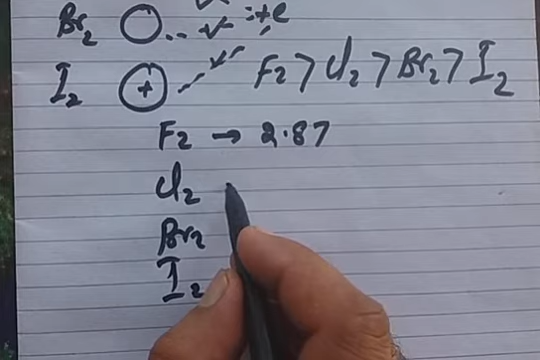 Br2 +e
I2 + F2 > Cl2 > Br2 > I2
F2 → 2.87
Cl2
Br2
I2